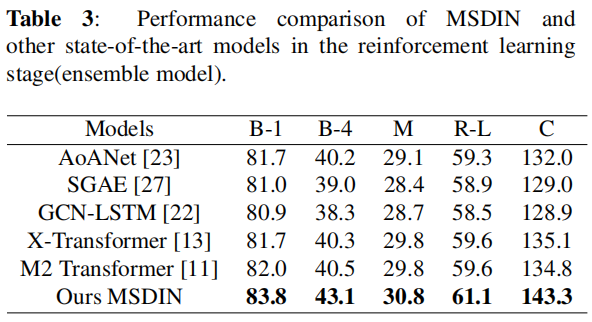 Table 3: Performance comparison of MSDIN and
other state-of-the-art models in the reinforcement learning
stage(ensemble model).
Models B-1 B-4 M R-L C
AoANet [23] 81.7 40.2 29.1 59.3 132.0
SGAE [27] 81.0 39.0 28.4 58.9 129.0
GCN-LSTM [22] 80.9 38.3 28.7 58.5 128.9
X-Transformer [13] 81.7 40.3 29.8 59.6 135.1
M2 Transformer [11] 82.0 40.5 29.8 59.6 134.8
Ours MSDIN 83.8 43.1 30.8 61.1 143.3